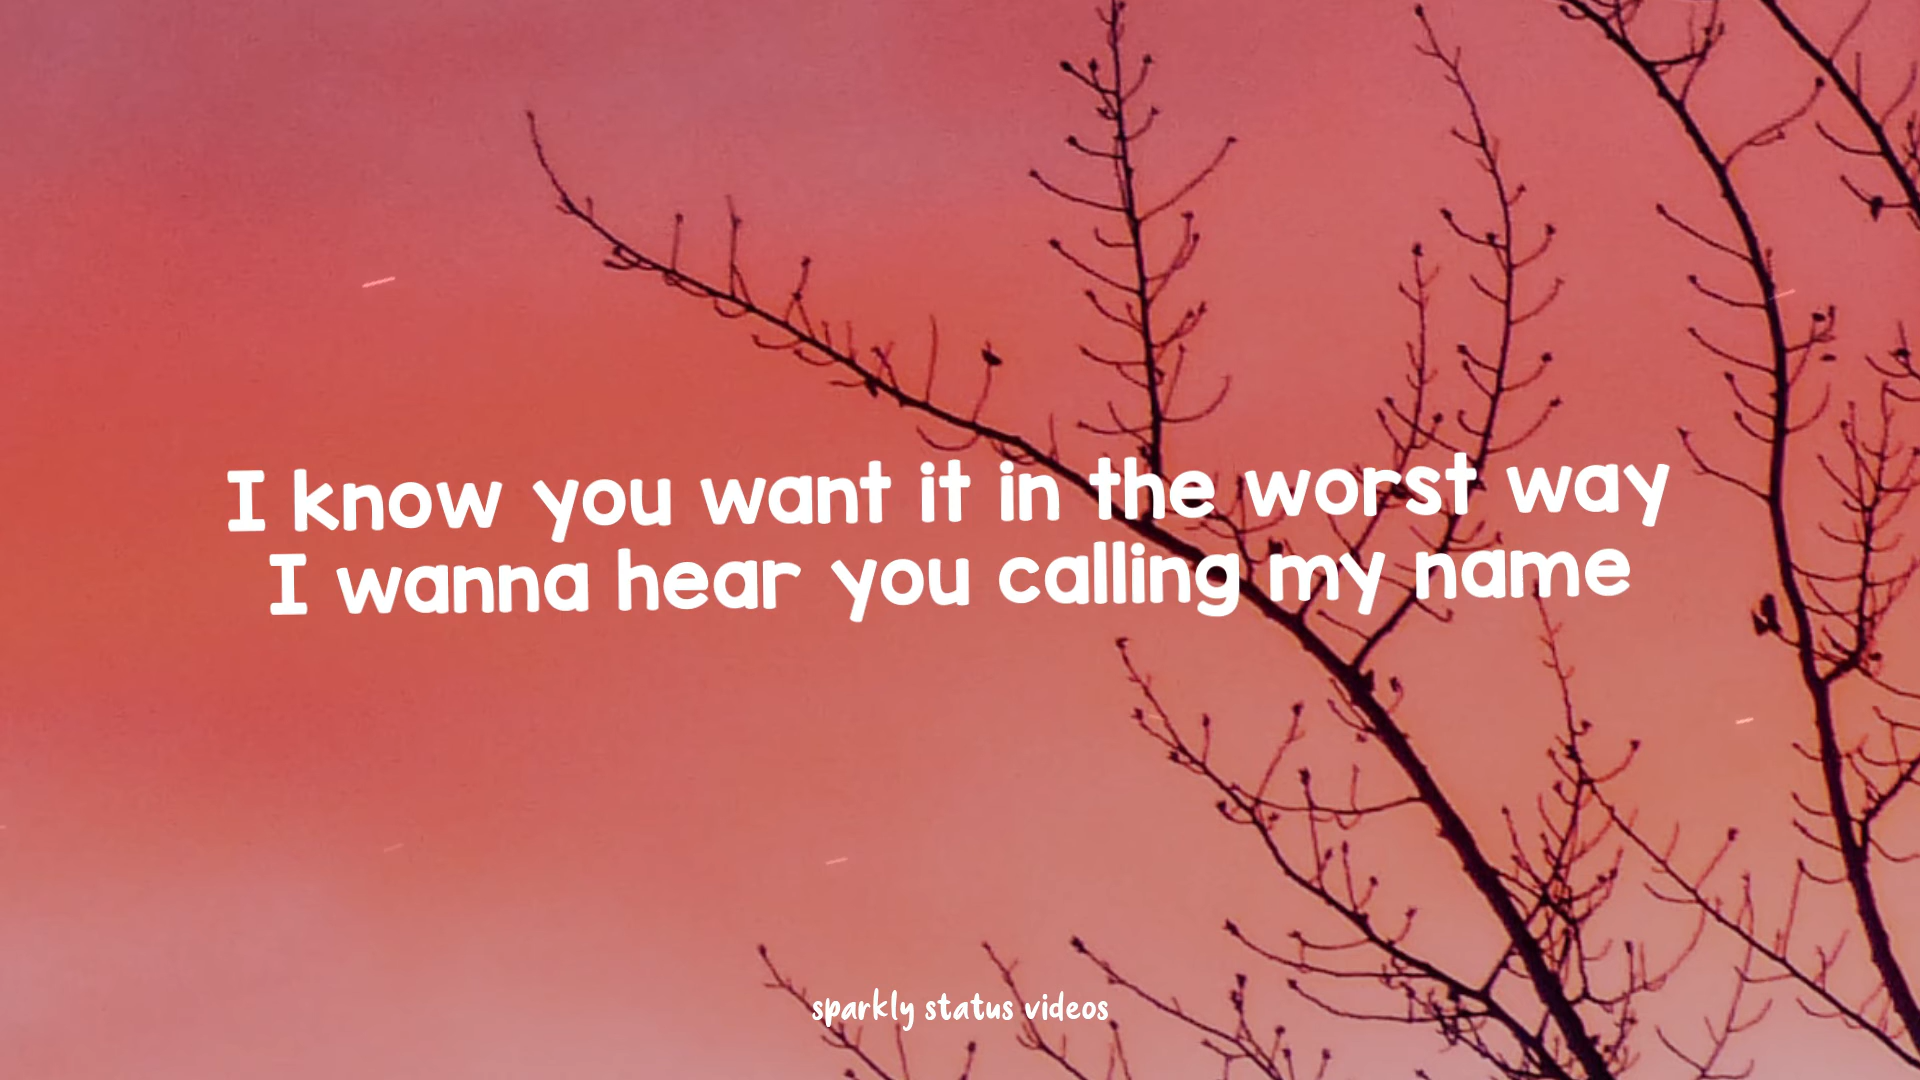 I know you want it in the worst way
I wanna hear you calling my name
sparkly status videos